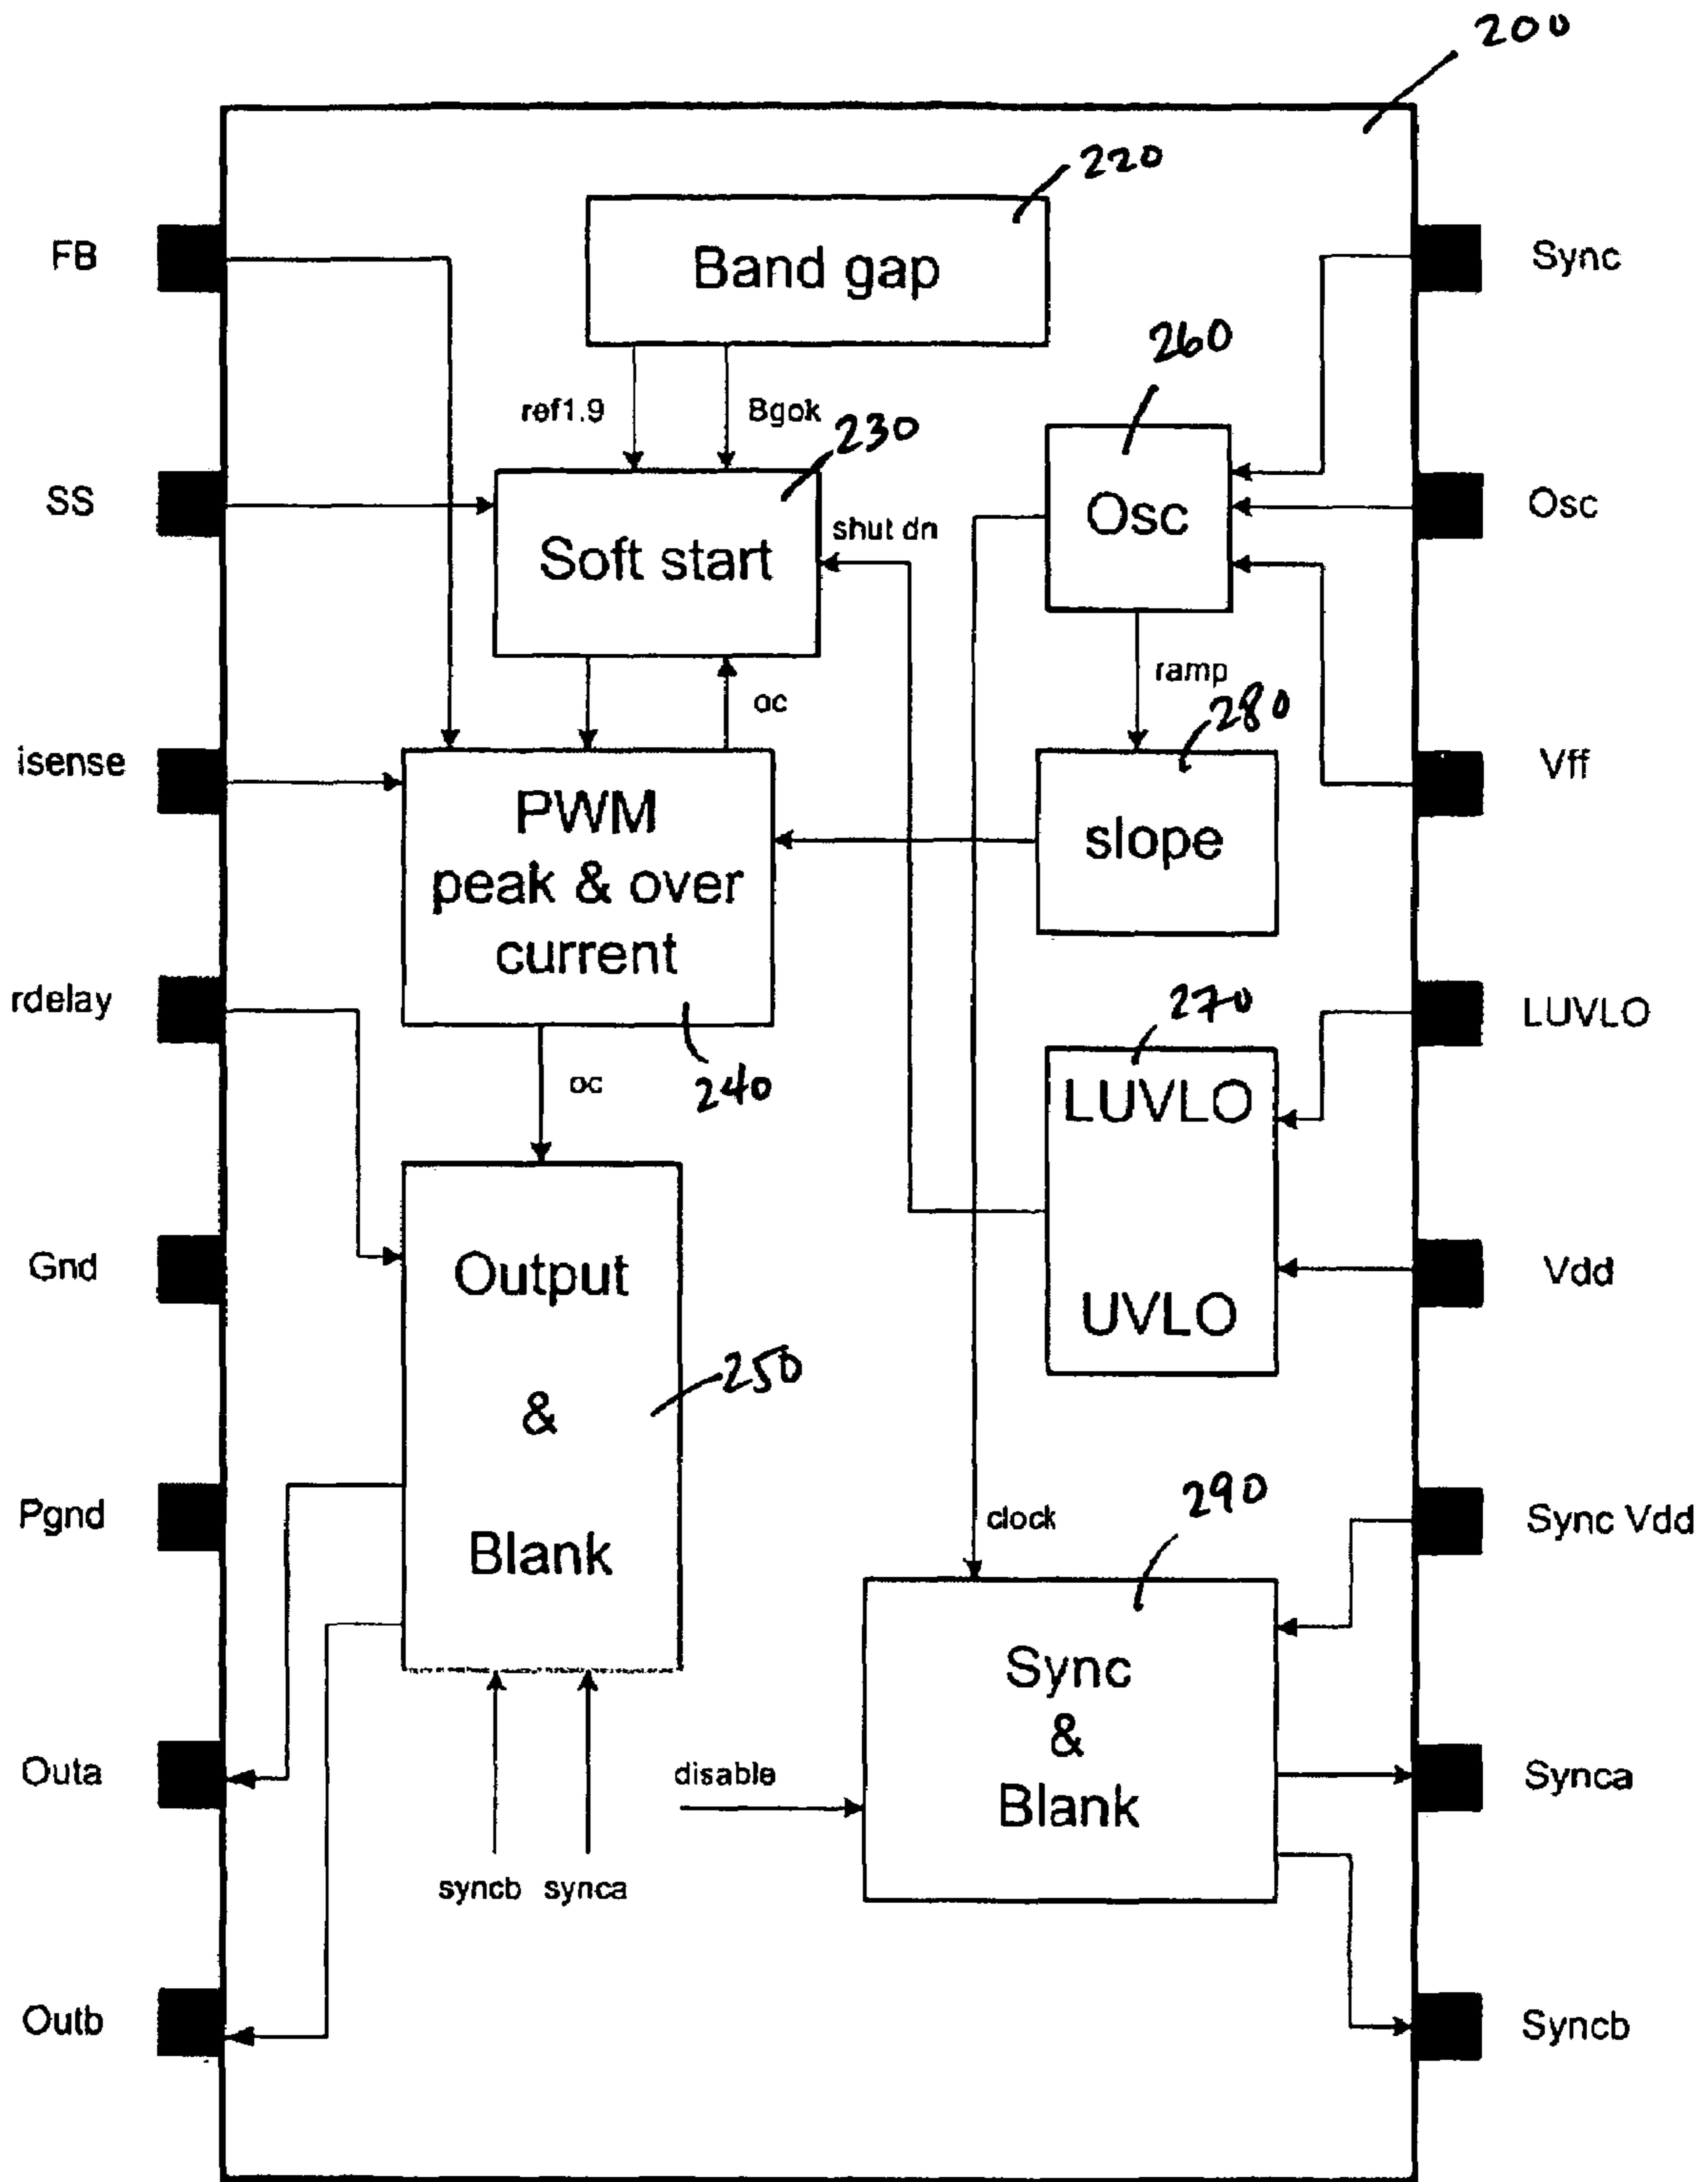 200
220
Band gap
FB
Sync
260
ref1.9
Bgok
230
SS
Osc
Osc
shut dn
Soft start
ramp
oc
280
isense
Vff
PWM
peak & over
current
slope
rdelay
270
LUVLO
oc
240
LUVLO
Gnd
Output
Vdd
UVLO
250
&
290
Pgnd
clock
Sync Vdd
Blank
Sync
&
Blank
Outa
disable
Synca
syncb synca
Outb
Syncb